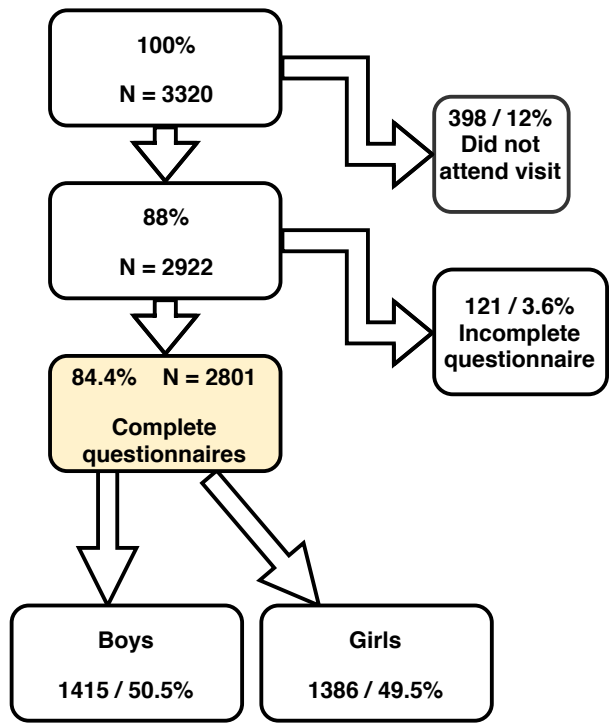 100%
N = 3320
398 / 12%
Did not
attend visit
88%
N = 2922
121 / 3.6%
Incomplete
questionnaire
84.4% N = 2801
Complete
questionnaires
Boys
1415 / 50.5%
Girls
1386 / 49.5%